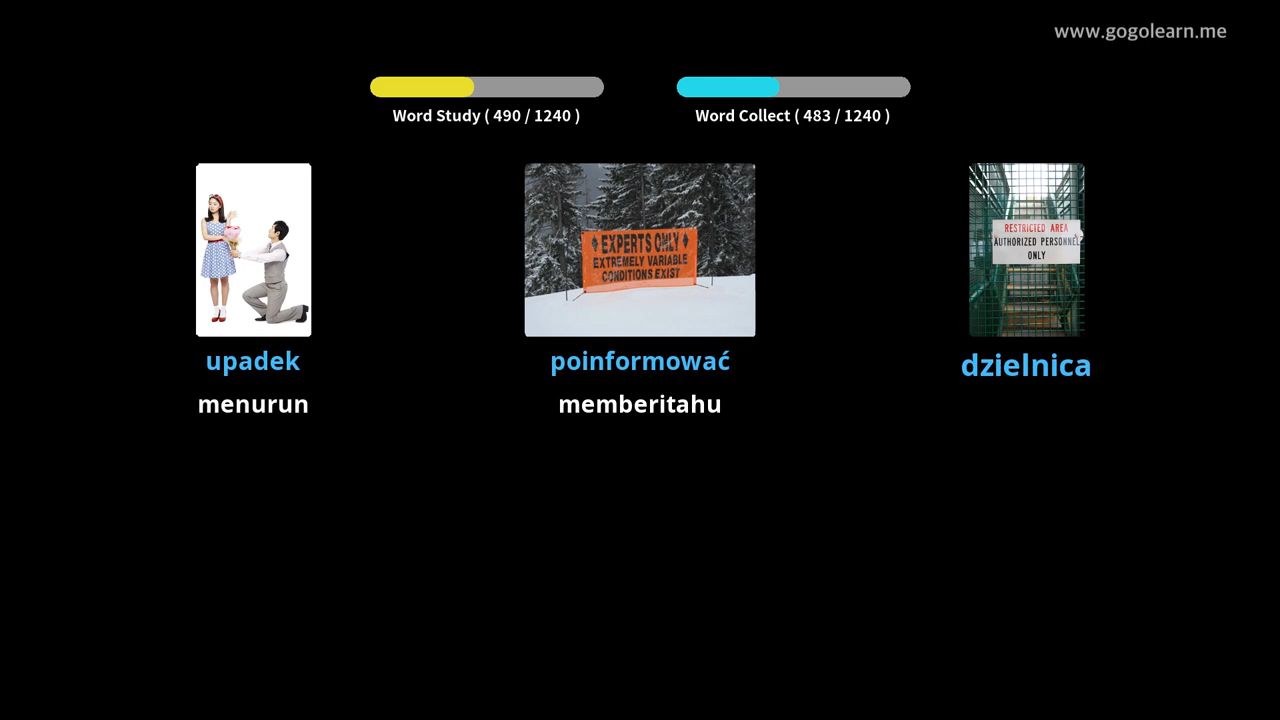 www.gogolearn.me
Word Study ( 490 / 1240 )
Word Collect ( 483 / 1240 )
EXPERTS ONLY
EXTREMELY VARIABLE
CONDITIONS EXIST
RESTRICTED AREA
AUTHORIZED PERSONNEL
ONLY
upadek
poinformować
dzielnica
menurun
memberitahu